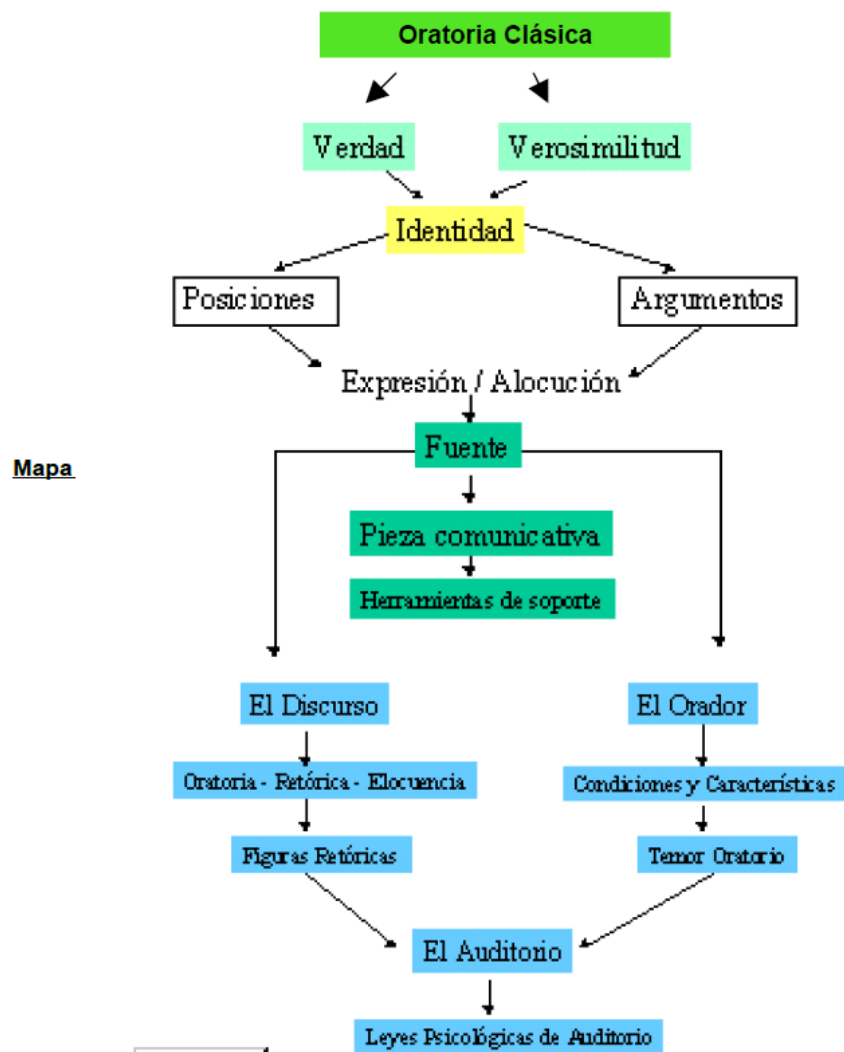 Oratoria Clásica
Verdad
Verosimilitud
Identidad
Posiciones
Argumentos
Expresión / Alocución
Fuente
Mapa
Pieza comunicativa
Herramientas de soporte
El Discurso
El Orador
Oratoria - Retórica - Elocuencia
Condiciones y Características
Figuras Retóricas
Temor Oratorio
El Auditorio
Leyes Psicológicas de Auditorio